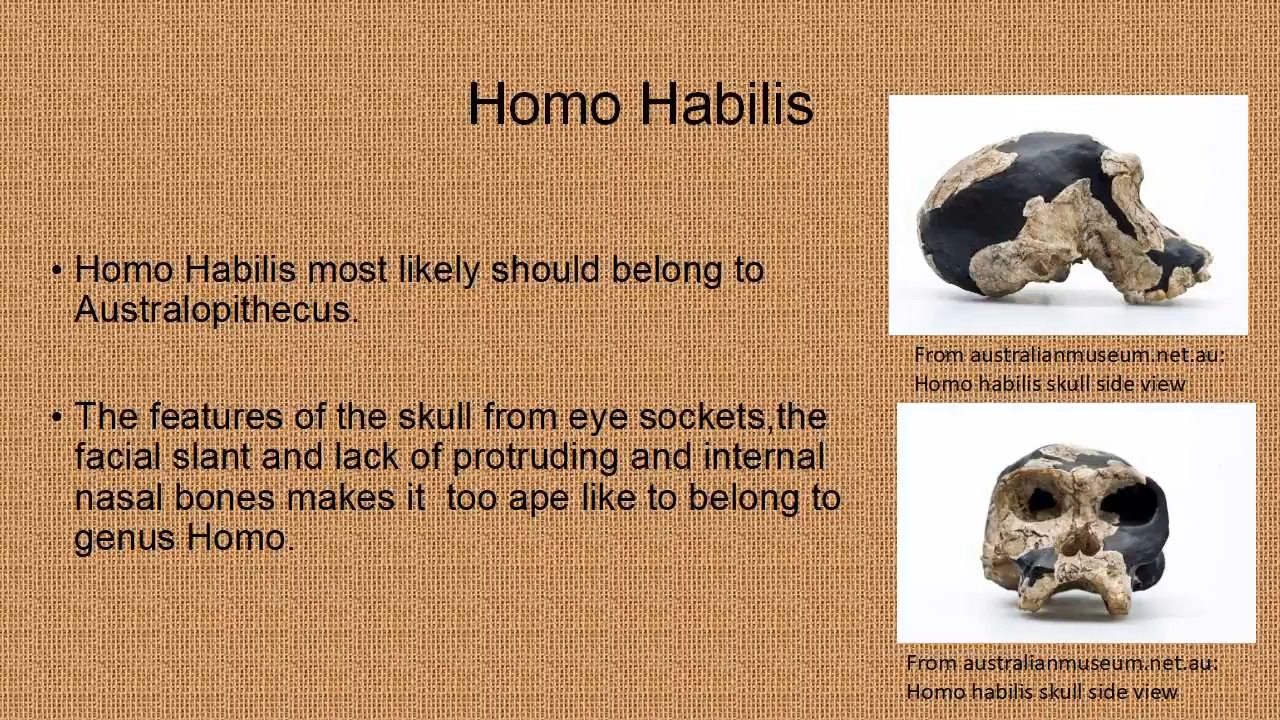 Homo Habilis
• Homo Habilis most likely should belong to
Australopithecus.
• The features of the skull from eye sockets,the
facial slant and lack of protruding and internal
nasal bones makes it  too ape like to belong to
genus Homo.
From australianmuseum.net.au:
Homo habilis skull side view
From australianmuseum.net.au:
Homo habilis skull side view